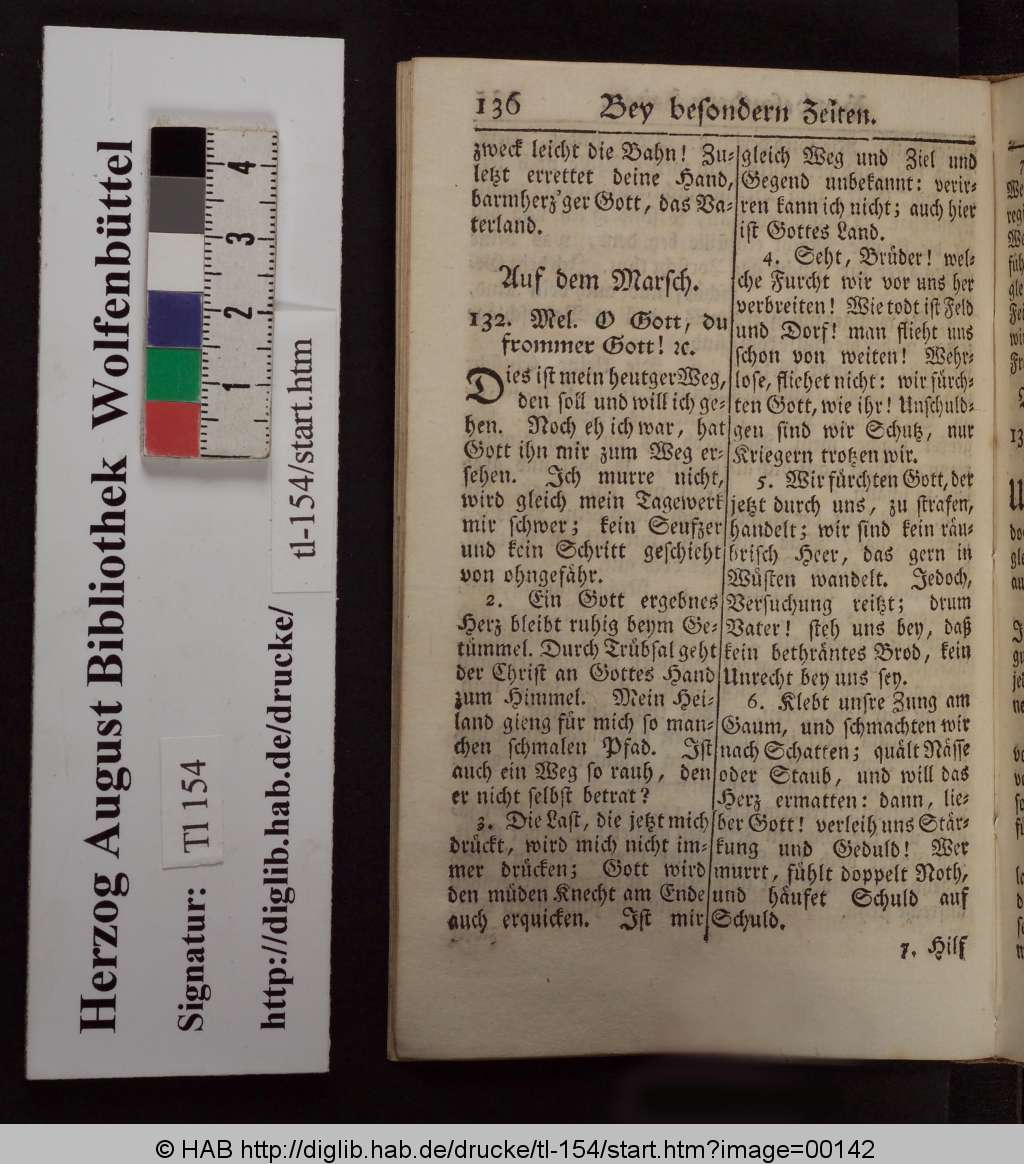 136 Bey besondern Zeiten.
zweck leicht die Bahn! Zu-
letzt errettet deine Hand,
barmherz'ger Gott, das Va-
terland.
Auf dem Marsch.
132. Mel. O Gott, du
frommer Gott! ꝛc.
Dies ist mein heutger Weg,
den soll und will ich ge-
hen. Noch eh ich war, hat
Gott ihn mir zum Weg er-
sehen. Ich murre nicht,
wird gleich mein Tagewerk
mir schwer; kein Seufzer
und kein Schritt geschieht
von ohngefähr.
2. Ein Gott ergebnes
Herz bleibt ruhig beym Ge-
tümmel. Durch Trübsal geht
der Christ an Gottes Hand
zum Himmel. Mein Hei-
land gieng für mich so man-
chen schmalen Pfad. Ist
auch ein Weg so rauh, den
er nicht selbst betrat?
3. Die Last, die jetzt mich
drückt, wird mich nicht im-
mer drücken; Gott wird
den müden Knecht am Ende
auch erquicken. Ist mir
gleich Weg und Ziel und
Gegend unbekannt: verir-
ren kann ich nicht; auch hier
ist Gottes Land.
4. Seht, Brüder! wel-
che Furcht wir vor uns her
verbreiten! Wie todt ist Feld
und Dorf! man flieht uns
schon von weiten! Wehr-
lose, fliehet nicht: wir fürch-
ten Gott, wie ihr! Unschuld-
gen sind wir Schutz, nur
Kriegern trotzen wir.
5. Wir fürchten Gott, der
jetzt durch uns, zu strafen,
handelt; wir sind kein räu-
brisch Heer, das gern in
Wüsten wandelt. Jedoch,
Versuchung reitzt; drum
Vater! steh uns bey, daß
kein bethräntes Brod, kein
Unrecht bey uns sey.
6. Klebt unsre Zung am
Gaum, und schmachten wir
nach Schatten; quält Nässe
oder Staub, und will das
Herz ermatten: dann, lie-
ber Gott! verleih uns Stär-
kung und Geduld! Wer
murrt, fühlt doppelt Noth,
und häufet Schuld auf
Schuld.
7. Hilf
Herzog August Bibliothek Wolfenbüttel
Signatur: Tl 154
http://diglib.hab.de/drucke/ tl-154/start.htm
4
3
2
1
© HAB http://diglib.hab.de/drucke/tl-154/start.htm?image=00142